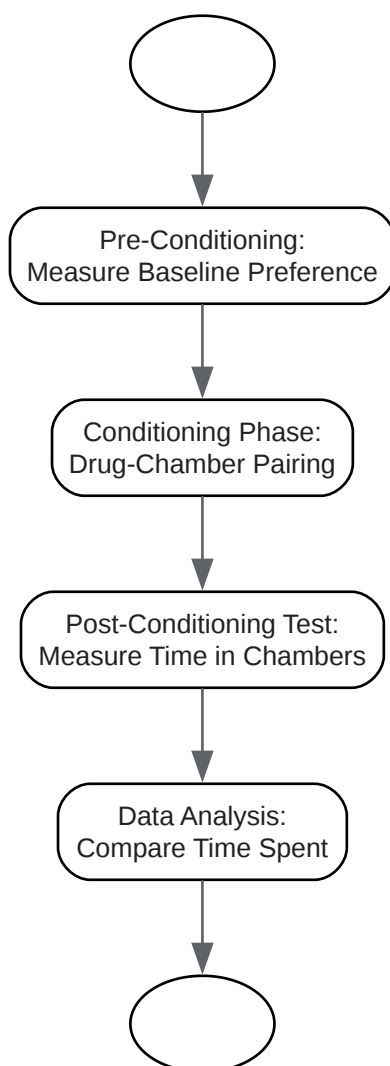 Pre-Conditioning:
Measure Baseline Preference
Conditioning Phase:
Drug-Chamber Pairing
Post-Conditioning Test:
Measure Time in Chambers
Data Analysis:
Compare Time Spent